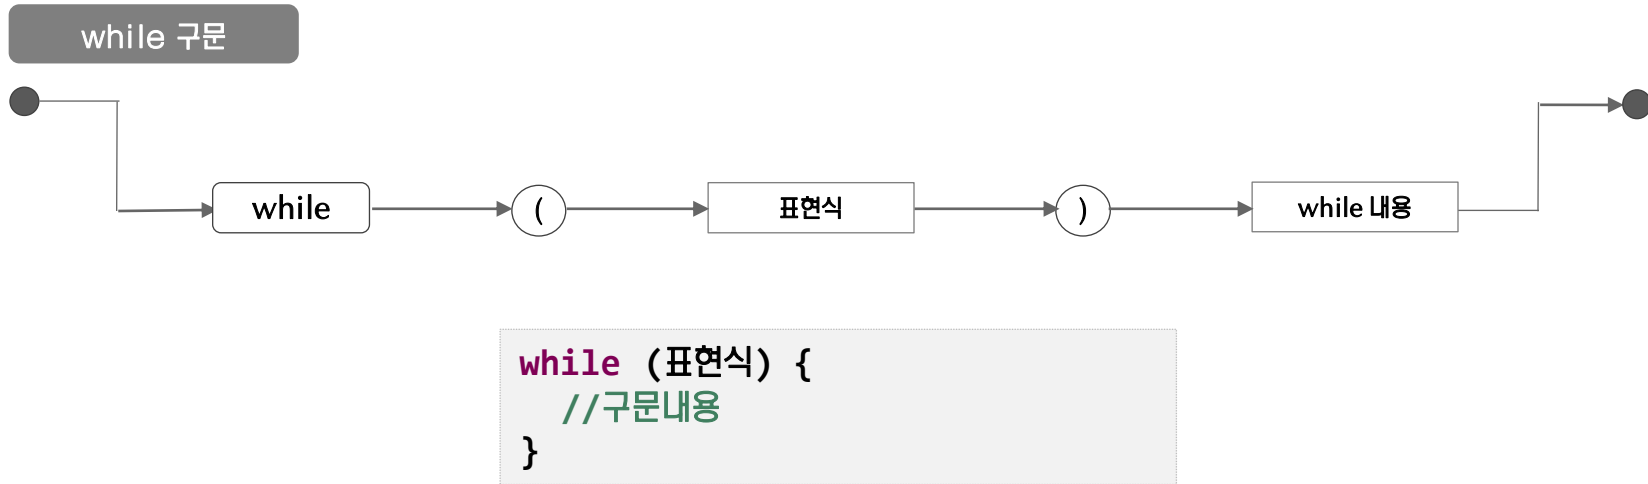 while 구문
while ( 표현식 ) while 내용
while (표현식) {
//구문내용
}